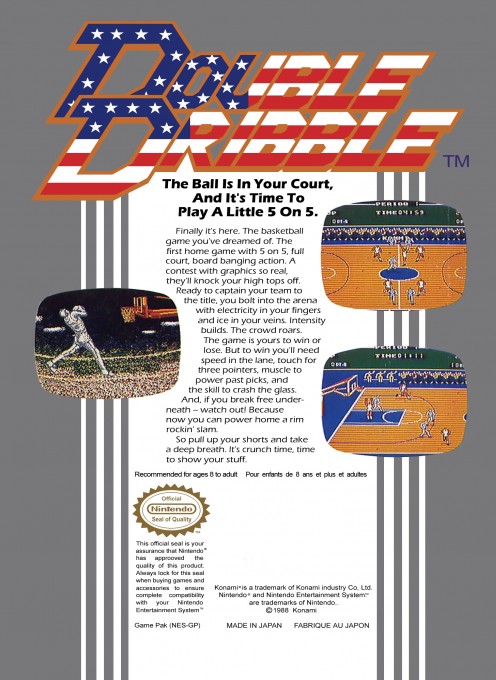 DOUBLE
DRIBBLE
TM
The Ball Is In Your Court,
And It's Time To
Play A Little 5 On 5.
Finally it's here. The basketball
game you've dreamed of. The
first home game with 5 on 5, full
court, board banging action. A
contest with graphics so real,
they'll knock your high tops off.
Ready to captain your team to
the title, you bolt into the arena
with electricity in your fingers
and ice in your veins. Intensity
builds. The crowd roars.
The game is yours to win or
lose. But to win you'll need
speed in the lane, touch for
three pointers, muscle to
power past picks, and
the skill to crash the glass.
And, if you break free under-
neath – watch out! Because
now you can power home a rim
rockin' slam.
So pull up your shorts and take
a deep breath. It's crunch time, time
to show your stuff.
PERIOD
TIME04:59
KONAMI
PERIOD
TIME01:11
Recommended for ages 8 to adult   Pour enfants de 8 ans et plus et adultes
Official
Nintendo
Seal of Quality
TM
This official seal is your
assurance that Nintendo®
has approoved the
quality of this product.
Always look for this seal
when buying games and
accessories to ensure
complete compatibility
with your Nintendo
Entertainment System™
Konami® is a trademark of Konami industry Co, Ltd.
Nintendo® and Nintendo Entertainment System™
are trademarks of Nintendo..
©1988 Konami
Game Pak (NES-GP)   MADE IN JAPAN   FABRIQUE AU JAPON